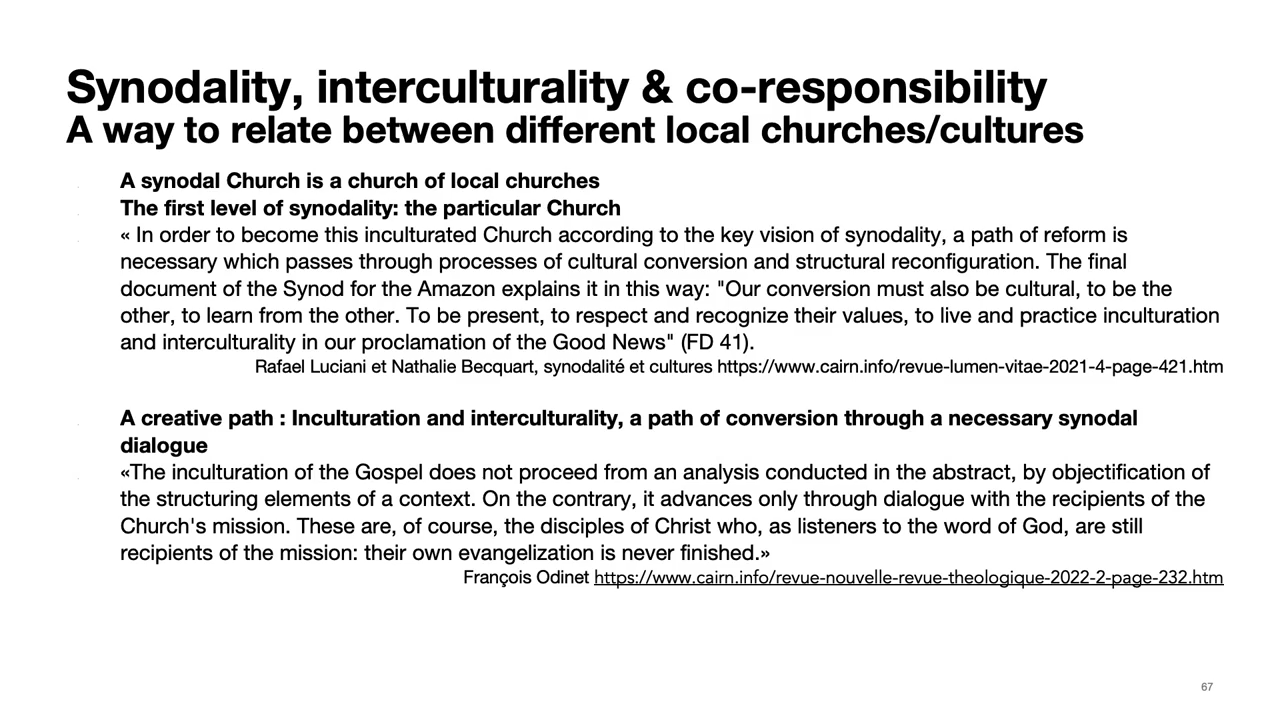 Synodality, interculturality & co-responsibility
A way to relate between different local churches/cultures
A synodal Church is a church of local churches
The first level of synodality: the particular Church
« In order to become this inculturated Church according to the key vision of synodality, a path of reform is
necessary which passes through processes of cultural conversion and structural reconfiguration. The final
document of the Synod for the Amazon explains it in this way: "Our conversion must also be cultural, to be the
other, to learn from the other. To be present, to respect and recognize their values, to live and practice inculturation
and interculturality in our proclamation of the Good News" (FD 41).
Rafael Luciani et Nathalie Becquart, synodalité et cultures https://www.cairn.info/revue-lumen-vitae-2021-4-page-421.htm
A creative path : Inculturation and interculturality, a path of conversion through a necessary synodal
dialogue
«The inculturation of the Gospel does not proceed from an analysis conducted in the abstract, by objectification of
the structuring elements of a context. On the contrary, it advances only through dialogue with the recipients of the
Church's mission. These are, of course, the disciples of Christ who, as listeners to the word of God, are still
recipients of the mission: their own evangelization is never finished.»
François Odinet https://www.cairn.info/revue-nouvelle-revue-theologique-2022-2-page-232.htm
67